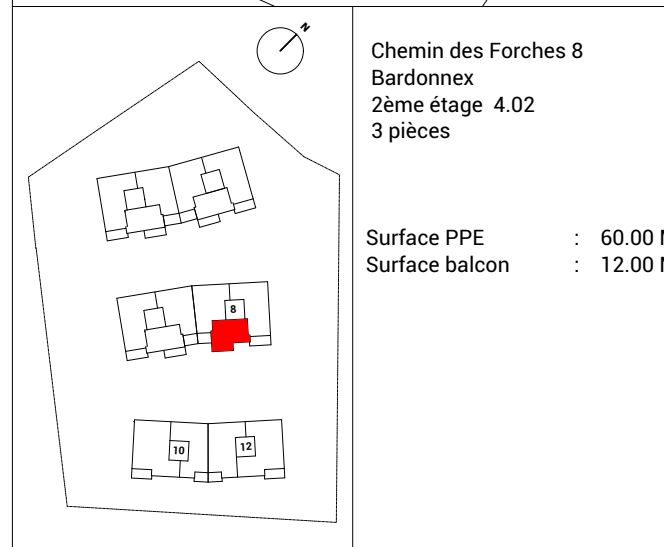 N
Chemin des Forches 8
Bardonnex
2ème étage 4.02
3 pièces
Surface PPE : 60.00
Surface balcon : 12.00
8
10
12